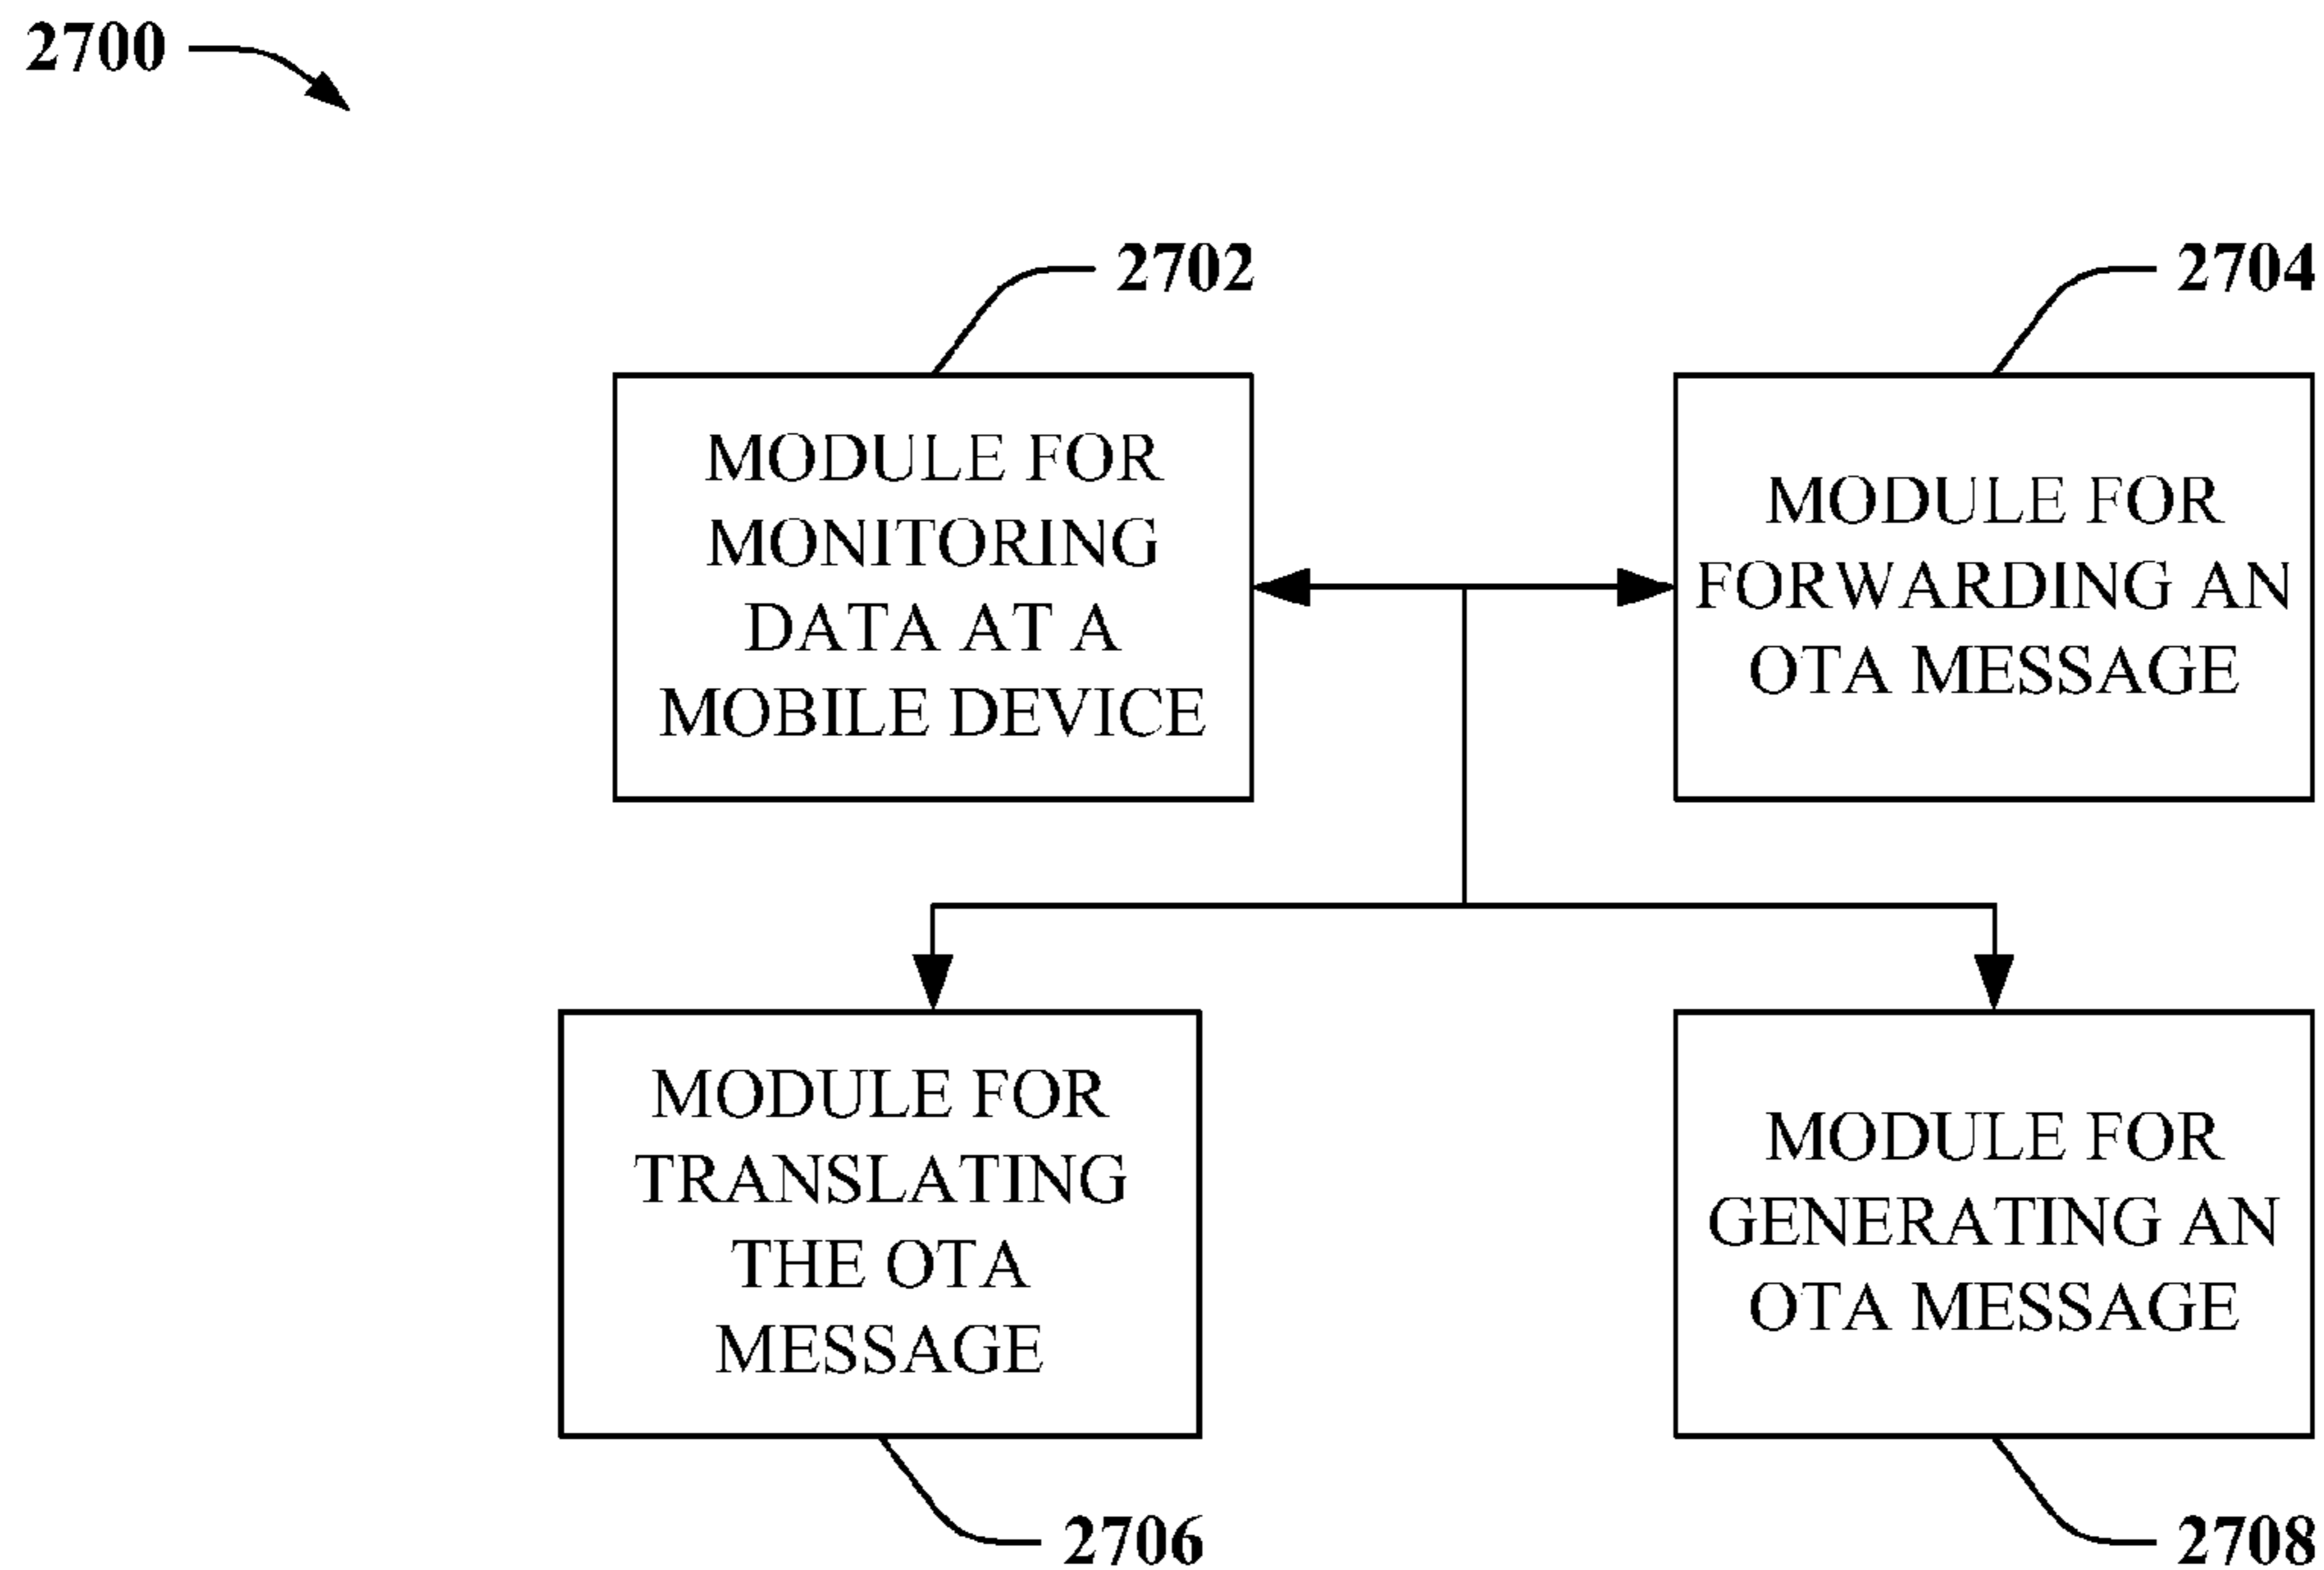 2700
2702
2704
MODULE FOR
MONITORING
DATA AT A
MOBILE DEVICE
MODULE FOR
FORWARDING AN
OTA MESSAGE
MODULE FOR
TRANSLATING
THE OTA
MESSAGE
MODULE FOR
GENERATING AN
OTA MESSAGE
2706
2708